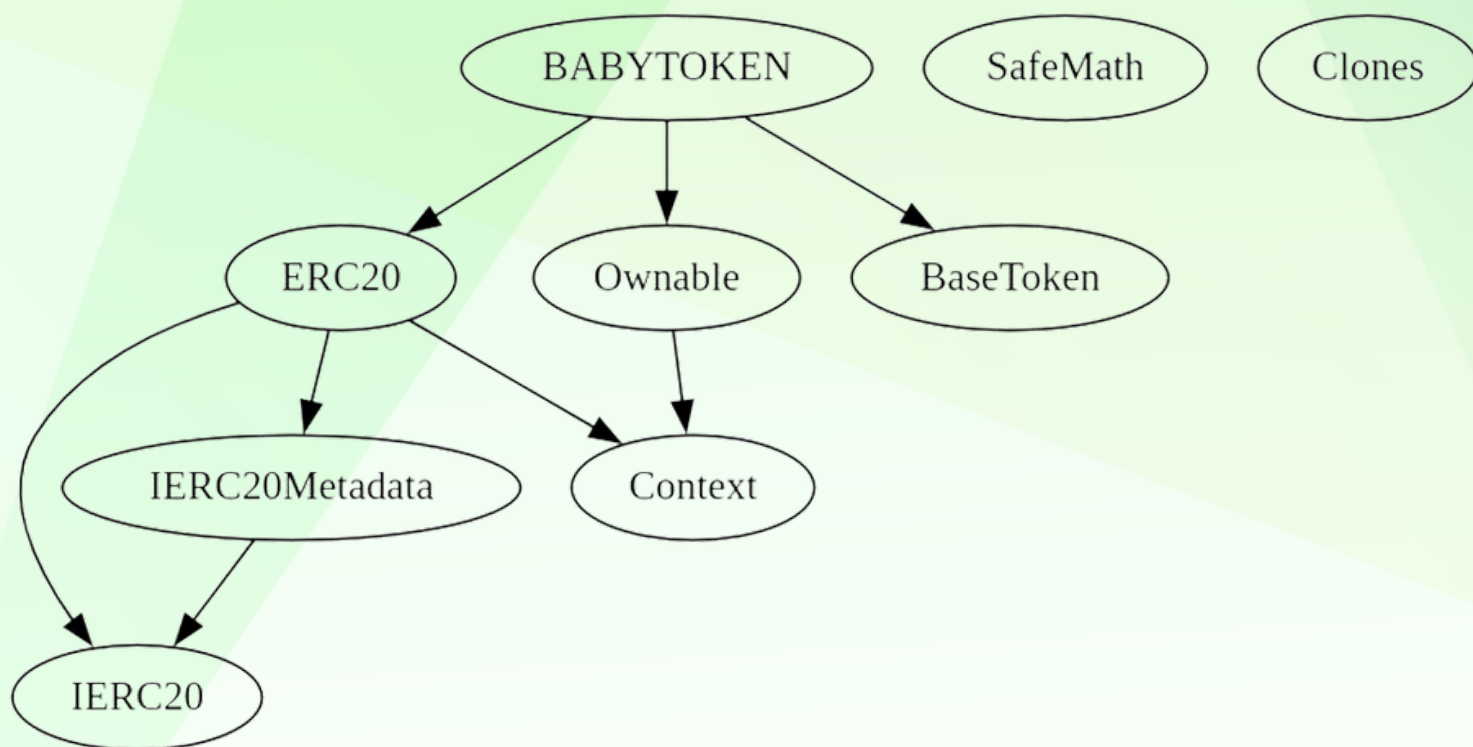 BABYTOKEN
SafeMath
Clones
ERC20
Ownable
BaseToken
IERC20Metadata
Context
IERC20